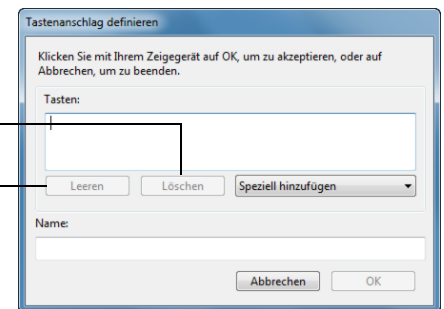 Tastenanschlag definieren
Klicken Sie mit Ihrem Zeigegerät auf OK, um zu akzeptieren, oder auf
Abbrechen, um zu beenden.
Tasten:
Leeren Löschen Speziell hinzufügen
Name:
Abbrechen OK